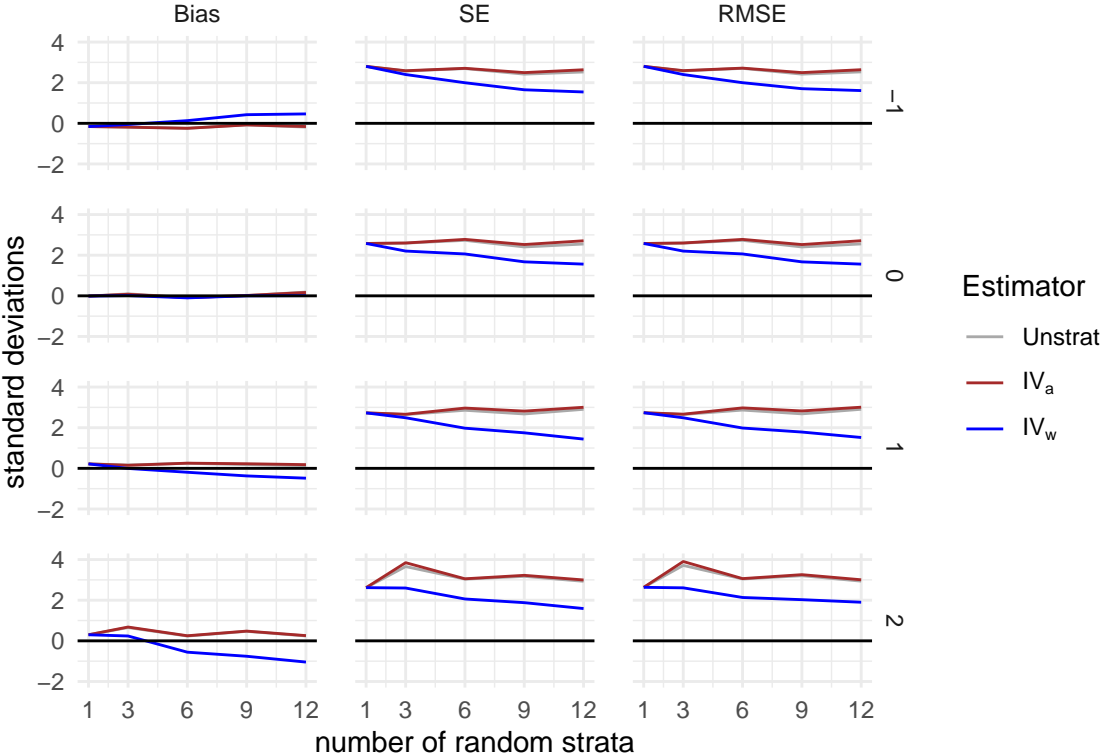 Bias SE RMSE
4
2
0
−2
−1
4
2
0
−2
0
4
2
0
−2
1
4
2
0
−2
2
1 3 6 9 12 1 3 6 9 12 1 3 6 9 12
number of random strata
standard deviations
Estimator
Unstrat
IVa
IVw